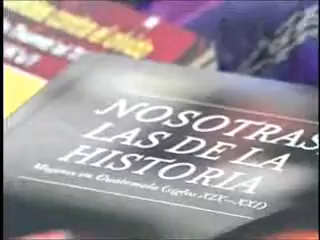 NOSOTRAS,
LAS DE LA
HISTORIA
Mujeres en Guatemala (siglos XIX-XXI)